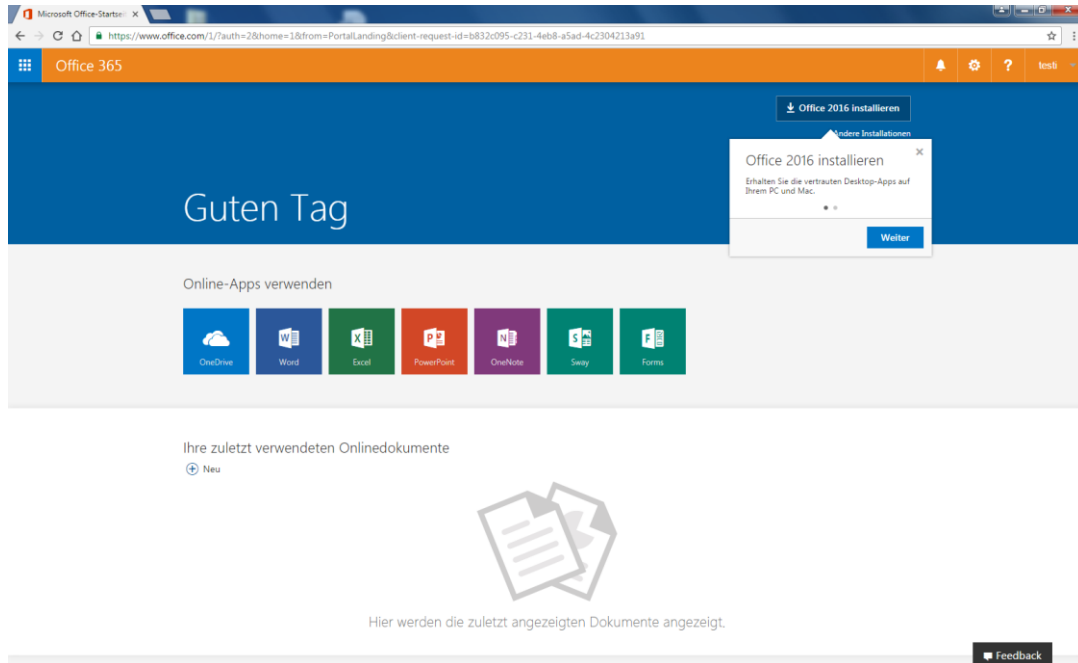 Microsoft Office-Startsei
https://www.office.com/1/?auth=2&home=1&from=PortalLanding&client-request-id=b832c095-c231-4eb8-a5ad-4c2304213a91
Office 365
? testi
Office 2016 installieren
Andere Installationen
Office 2016 installieren
Erhalten Sie die vertrauten Desktop-Apps auf
Ihrem PC und Mac.
Weiter
Guten Tag
Online-Apps verwenden
OneDrive Word Excel PowerPoint OneNote Sway Forms
Ihre zuletzt verwendeten Onlinedokumente
Neu
Hier werden die zuletzt angezeigten Dokumente angezeigt.
Feedback